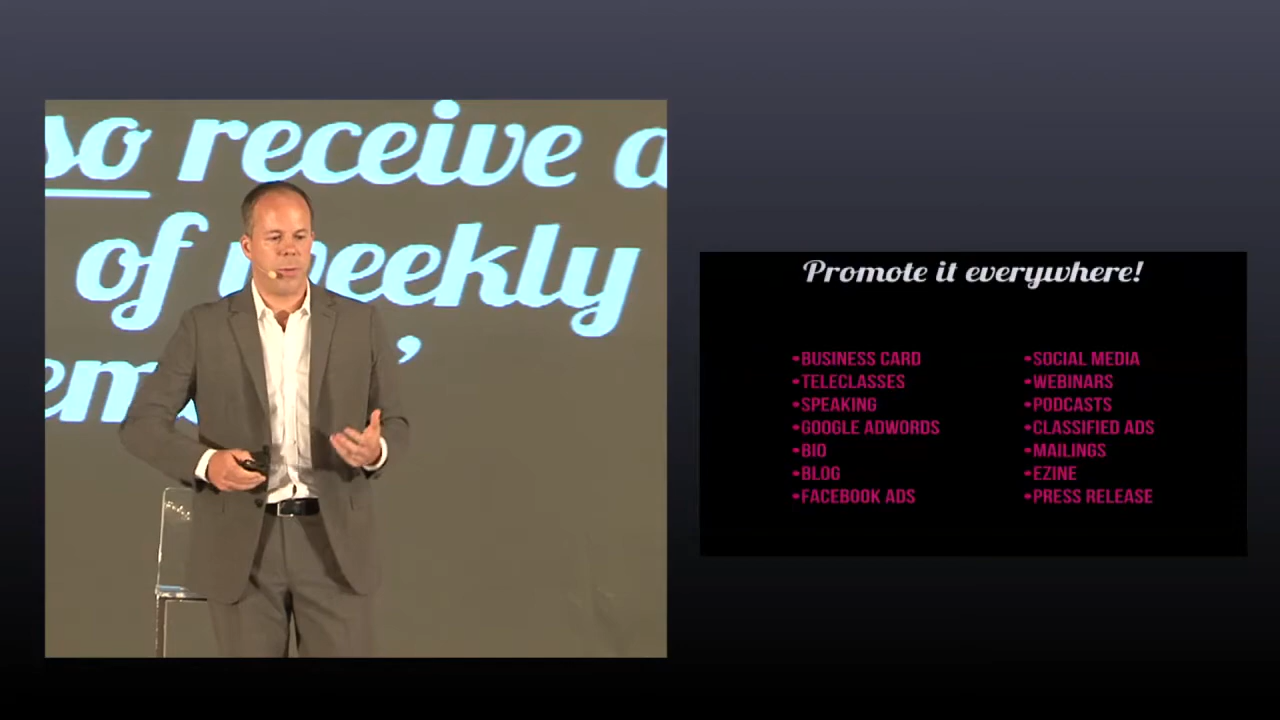 so receive a
of weekly
Promote it everywhere!
•BUSINESS CARD
•TELECLASSES
•SPEAKING
•GOOGLE ADWORDS
•BIO
•BLOG
•FACEBOOK ADS
•SOCIAL MEDIA
•WEBINARS
•PODCASTS
•CLASSIFIED ADS
•MAILINGS
•EZINE
•PRESS RELEASE